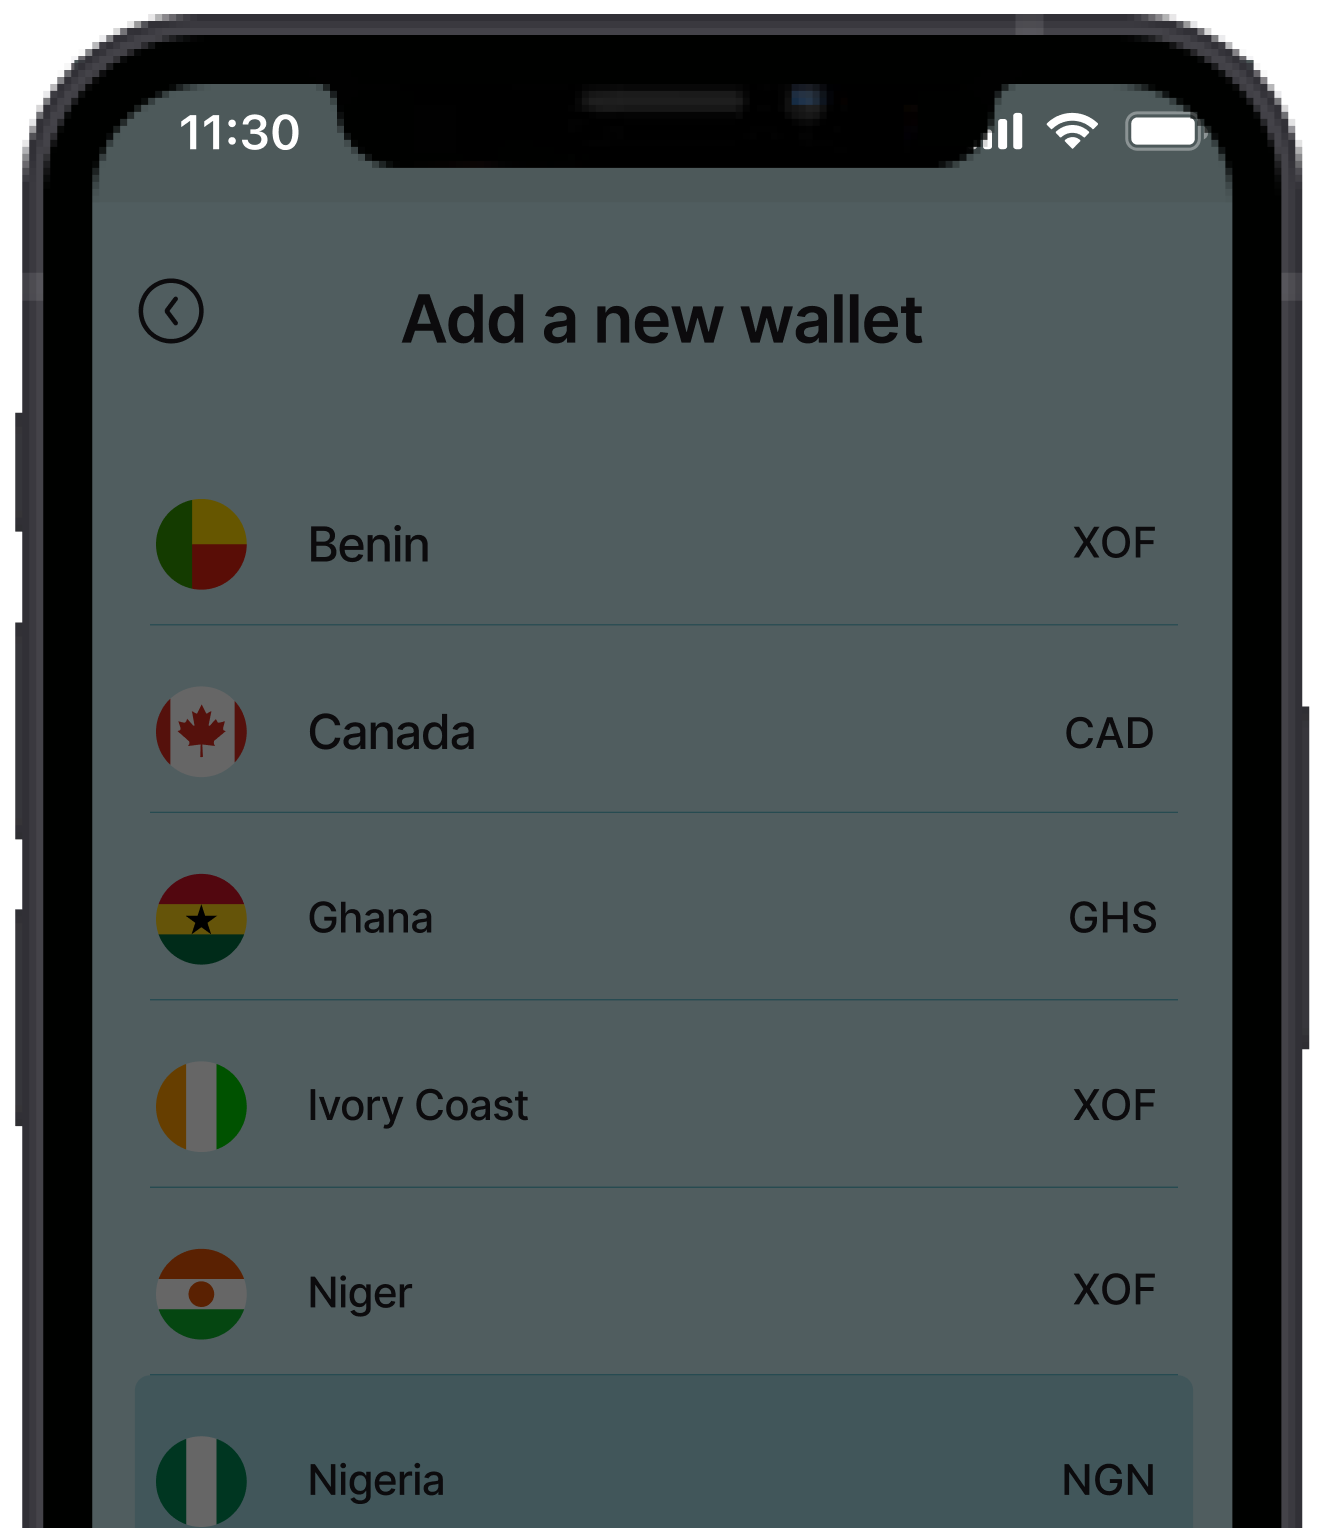 11:30
Add a new wallet
Benin XOF
Canada CAD
Ghana GHS
Ivory Coast XOF
Niger XOF
Nigeria NGN